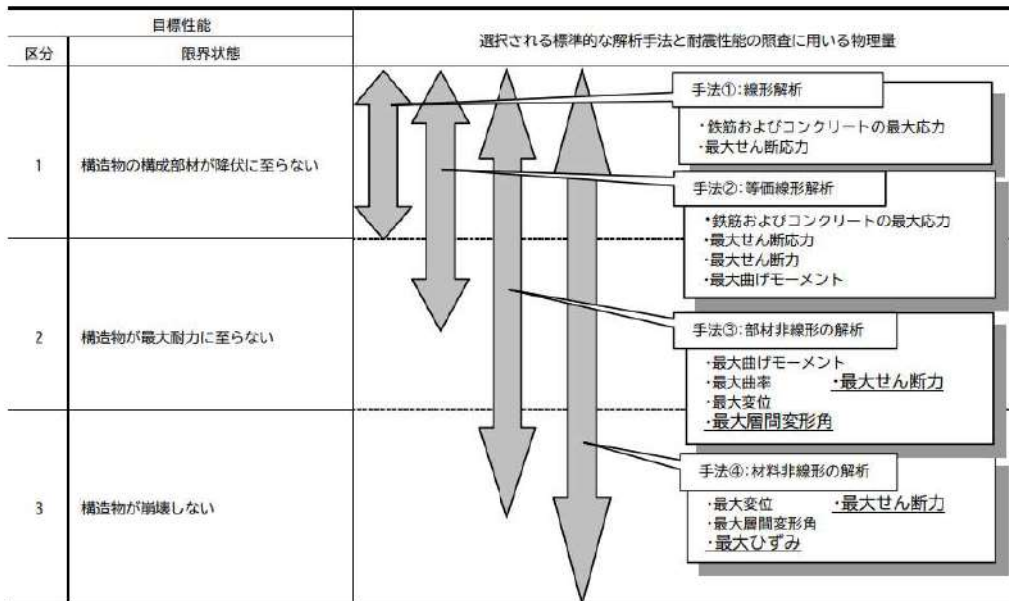 目標性能
選択される標準的な解析手法と耐震性能の照査に用いる物理量
区分
限界状態
1
構造物の構成部材が降伏に至らない
2
構造物が最大耐力に至らない
3
構造物が崩壊しない
手法①：線形解析
・鉄筋およびコンクリートの最大応力
・最大せん断応力
手法②：等価線形解析
・鉄筋およびコンクリートの最大応力
・最大せん断応力
・最大せん断力
・最大曲げモーメント
手法③：部材非線形の解析
・最大曲げモーメント
・最大曲率 ・最大せん断力
・最大変位
・最大層間変形角
手法④：材料非線形の解析
・最大変位 ・最大せん断力
・最大層間変形角
・最大ひずみ